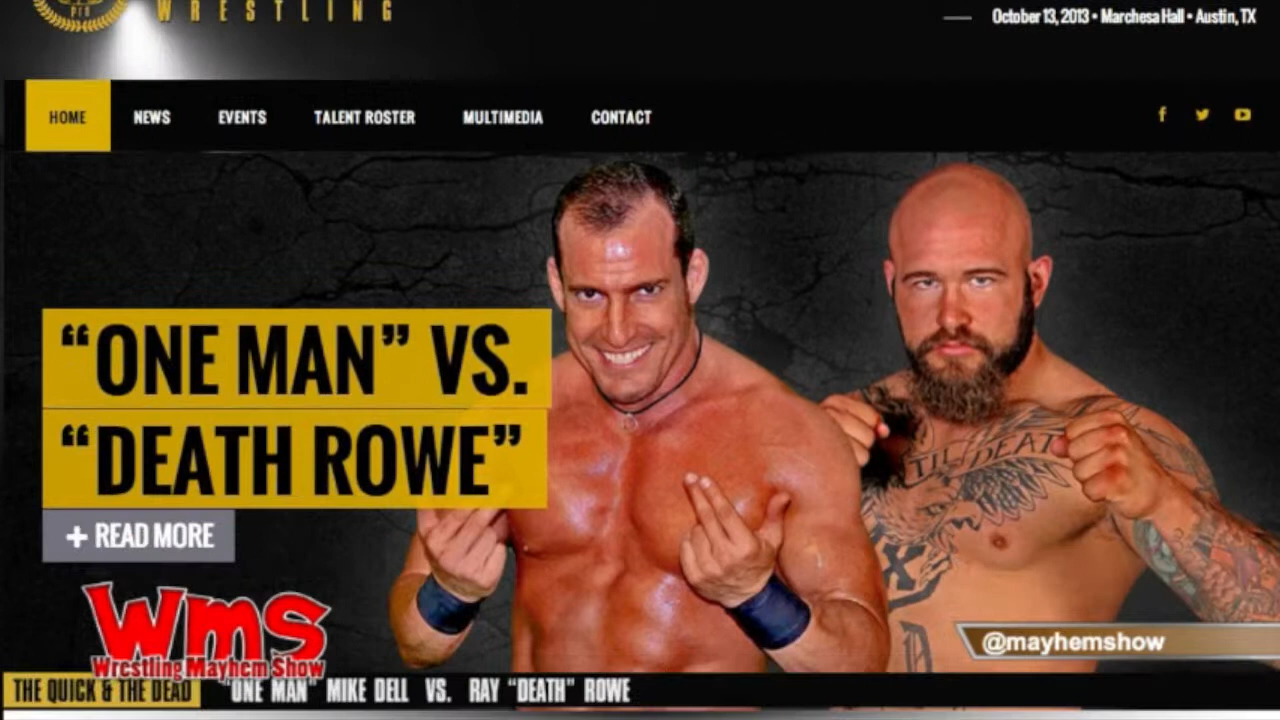 WRESTLING
October 13, 2013 • Marchesa Hall • Austin, TX
HOME NEWS EVENTS TALENT ROSTER MULTIMEDIA CONTACT
“ONE MAN” VS.
“DEATH ROWE”
+ READ MORE
TIL DEAT
wms
Wrestling Mayhem Show
@mayhemshow
THE QUICK & THE DEAD “ONE MAN” MIKE DELL VS. RAY “DEATH” ROWE